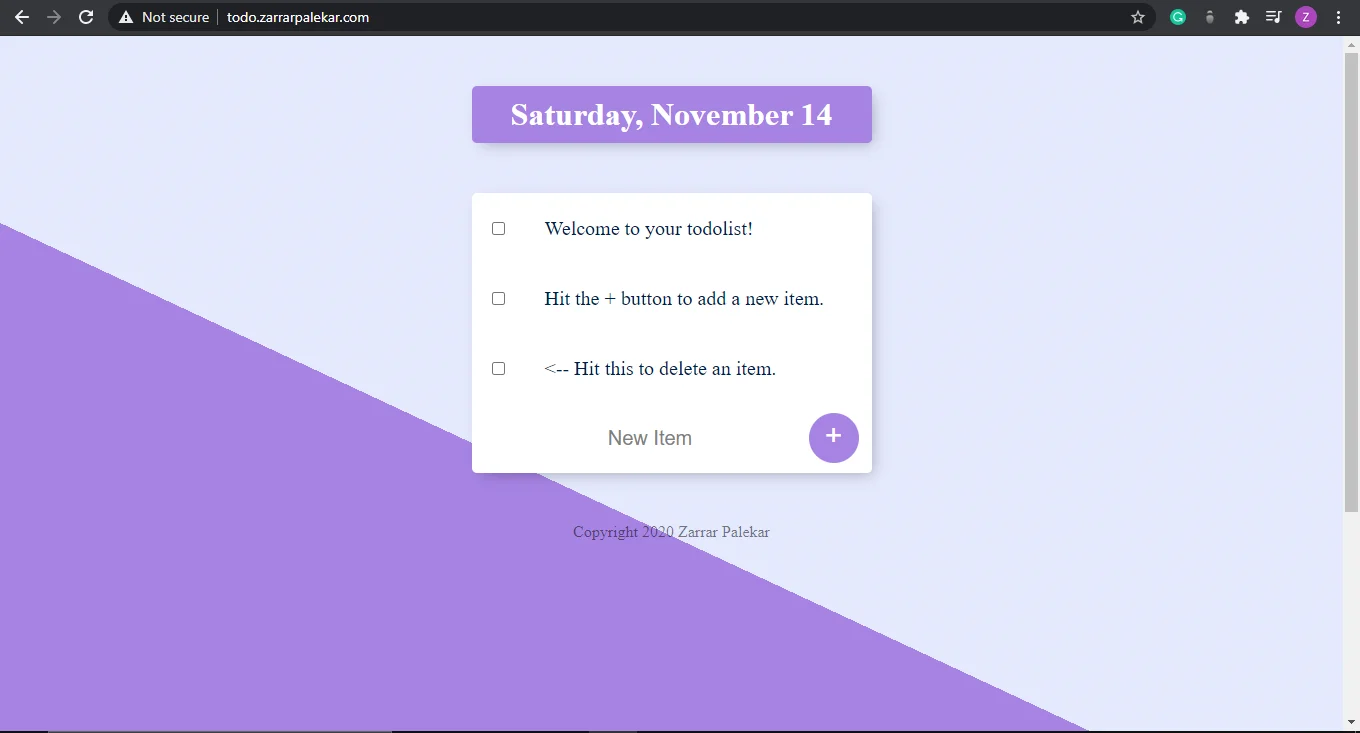 Not secure todo.zarrarpalekar.com
Z
Saturday, November 14
Welcome to your todolist!
Hit the + button to add a new item.
<-- Hit this to delete an item.
New Item +
Copyright 2020 Zarrar Palekar